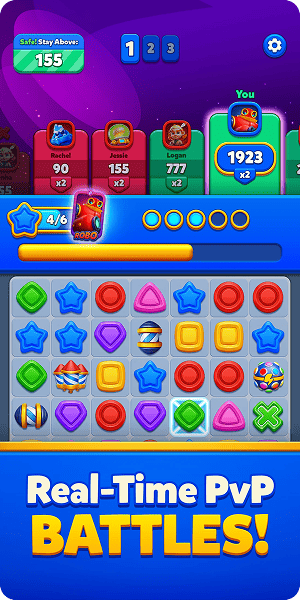 Safe: Stay Above:
155
1 2 3
You
Rachel
90
x2
Jessie
155
x2
Logan
777
x2
1923
x2
4/6
ROBO
Real-Time PvP
BATTLES!